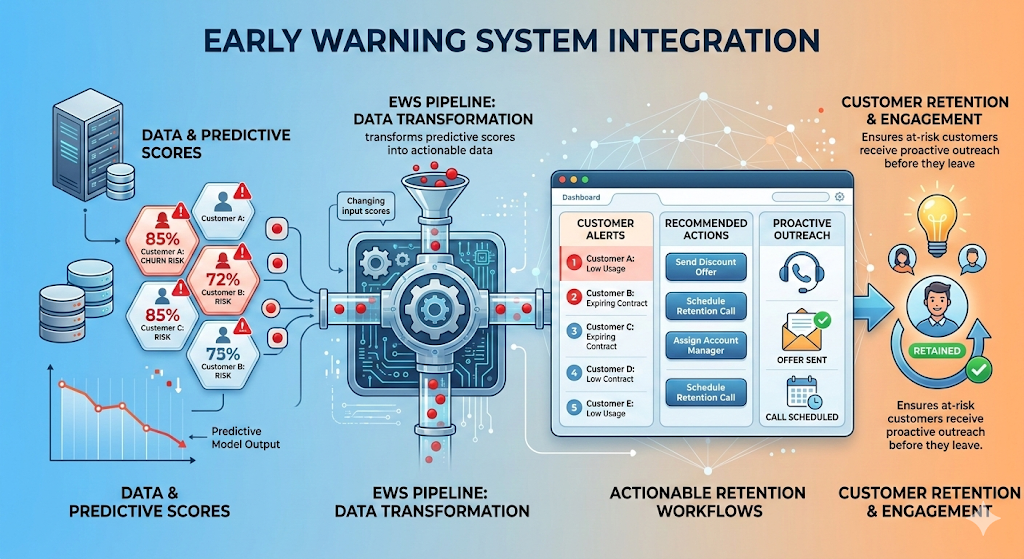 EARLY WARNING SYSTEM INTEGRATION
DATA & PREDICTIVE
SCORES
Customer A:
85%
Customer A:
CHURN RISK
72%
Customer B:
RISK
85%
Customer C:
RISK
75%
Customer B:
RISK
Predictive
Model Output
DATA &
PREDICTIVE SCORES
EWS PIPELINE:
DATA TRANSFORMATION
transforms predictive scores
into actionable data
Changing
input scores
EWS PIPELINE:
DATA TRANSFORMATION
Dashboard
CUSTOMER
ALERTS
1 Customer A:
Low Usage
2 Customer B:
Expiring Contract
3 Customer C:
Expiring
Contract
4 Customer D:
Low Contract
5 Customer E:
Low Usage
RECOMMENDED
ACTIONS
Send Discount
Offer
Schedule
Retention Call
Assign Account
Manager
Schedule
Retention Call
PROACTIVE
OUTREACH
OFFER SENT
CALL SCHEDULED
ACTIONABLE RETENTION
WORKFLOWS
CUSTOMER RETENTION
& ENGAGEMENT
Ensures at-risk customers
receive proactive outreach
before they leave
RETAINED
Ensures at-risk
customers receive
proactive outreach
before they leave.
CUSTOMER RETENTION
& ENGAGEMENT